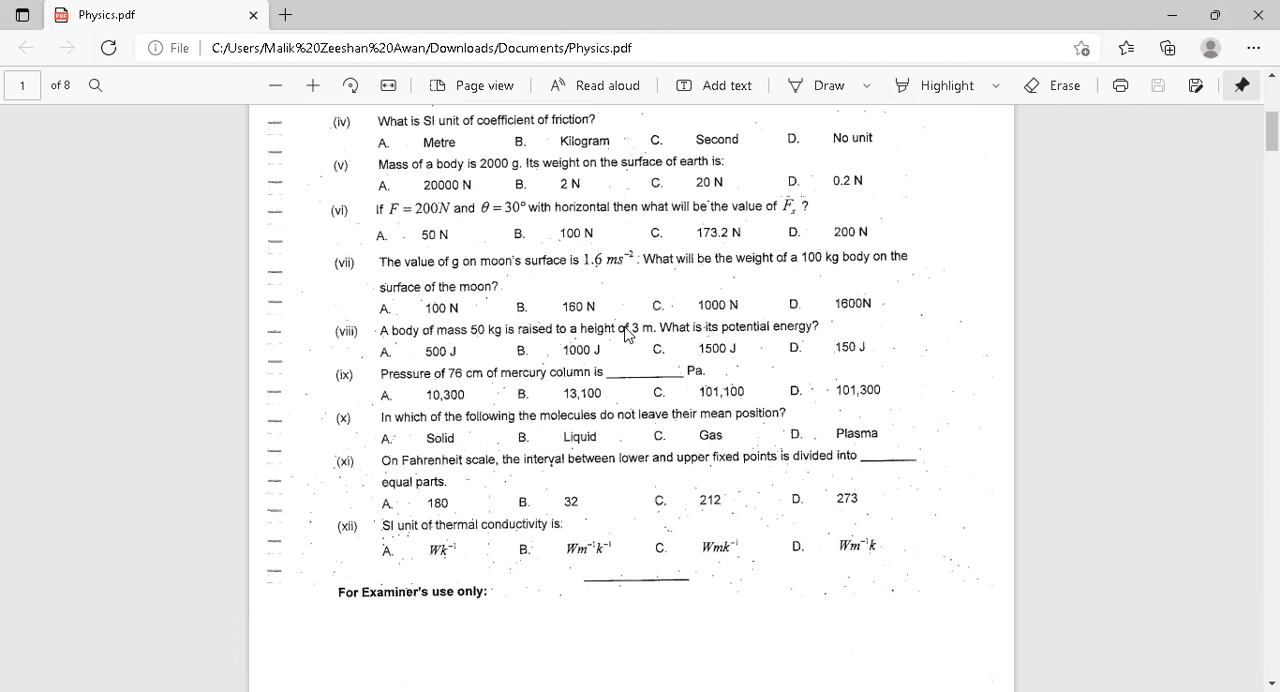 Physics.pdf
File C:/Users/Malik%20Zeeshan%20Awan/Downloads/Documents/Physics.pdf
1 of 8 Page view Read aloud Add text Draw Highlight Erase
(iv) What is SI unit of coefficient of friction?
A. Metre B. Kilogram C. Second D. No unit
(v) Mass of a body is 2000 g. Its weight on the surface of earth is:
A. 20000 N B. 2 N C. 20 N D. 0.2 N
(vi) If F = 200N and θ = 30° with horizontal then what will be the value of F⃗ₓ ?
A. 50 N B. 100 N C. 173.2 N D. 200 N
(vii) The value of g on moon's surface is 1.6 ms⁻². What will be the weight of a 100 kg body on the
surface of the moon?
A. 100 N B. 160 N C. 1000 N D. 1600N
(viii) A body of mass 50 kg is raised to a height of 3 m. What is its potential energy?
A. 500 J B. 1000 J C. 1500 J D. 150 J
(ix) Pressure of 76 cm of mercury column is ________ Pa.
A. 10,300 B. 13,100 C. 101,100 D. 101,300
(x) In which of the following the molecules do not leave their mean position?
A. Solid B. Liquid C. Gas D. Plasma
(xi) On Fahrenheit scale, the interval between lower and upper fixed points is divided into ______
equal parts.
A. 180 B. 32 C. 212 D. 273
(xii) SI unit of thermal conductivity is:
A. Wk⁻¹ B. Wm⁻¹k⁻¹ C. Wmk⁻¹ D. Wm⁻¹k
For Examiner's use only: